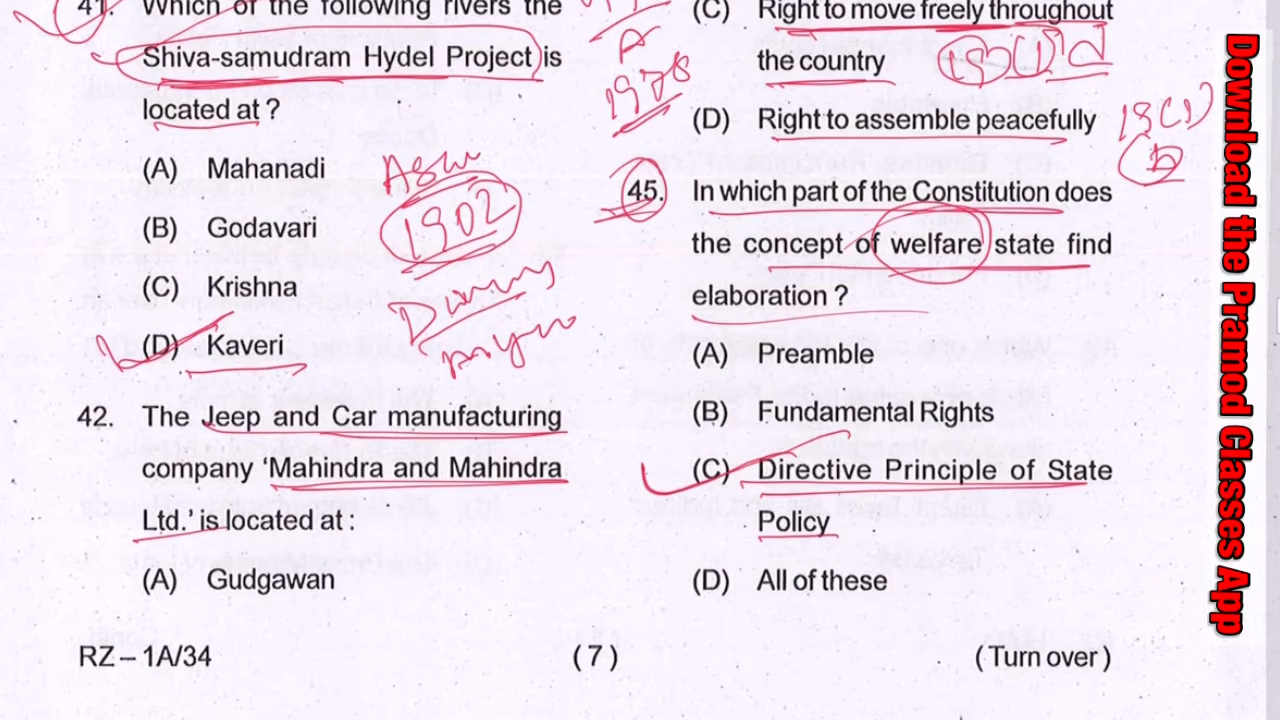 41. Which of the following rivers the
Shiva-samudram Hydel Project is
located at ?
(A) Mahanadi
(B) Godavari
(C) Krishna
(D) Kaveri
1902
42. The Jeep and Car manufacturing
company 'Mahindra and Mahindra
Ltd. is located at :
(A) Gudgawan
RZ – 1A/34
(C) Right to move freely throughout
the country
1978
(D) Right to assemble peacefully
45. In which part of the Constitution does
the concept of welfare state find
elaboration ?
(A) Preamble
(B) Fundamental Rights
(C) Directive Principle of State
Policy
(D) All of these
( 7 )
( Turn over )
Download the Pramod Classes App